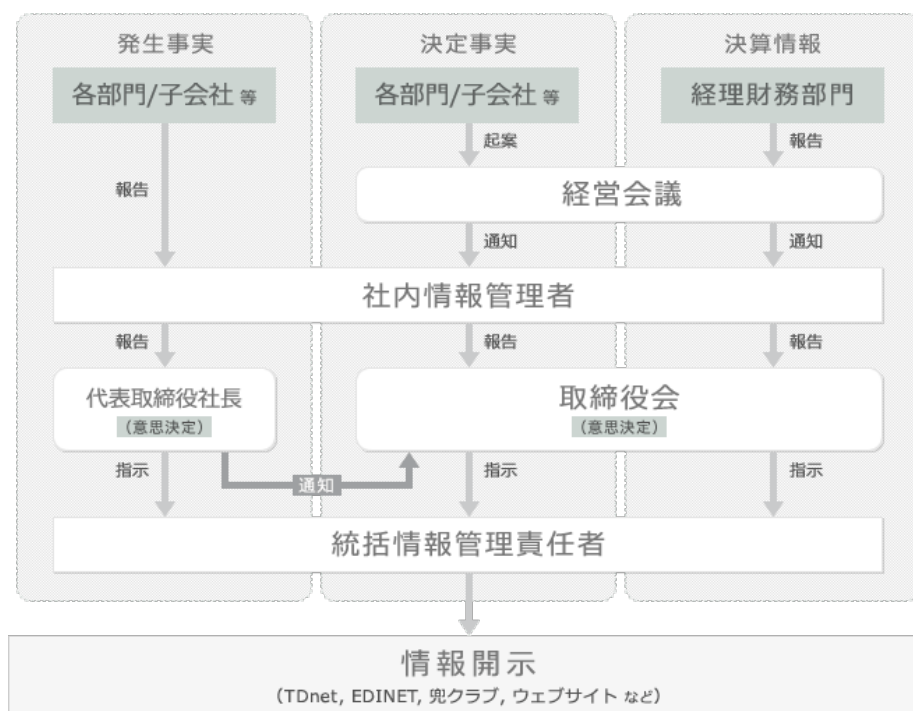 発生事実
決定事実
決算情報
各部門/子会社 等
各部門/子会社 等
経理財務部門
起案
報告
報告
経営会議
通知
通知
社内情報管理者
報告
報告
報告
代表取締役社長
(意思決定)
取締役会
(意思決定)
指示
通知
指示
指示
統括情報管理責任者
情報開示
(TDnet, EDINET, 兜クラブ, ウェブサイト など)